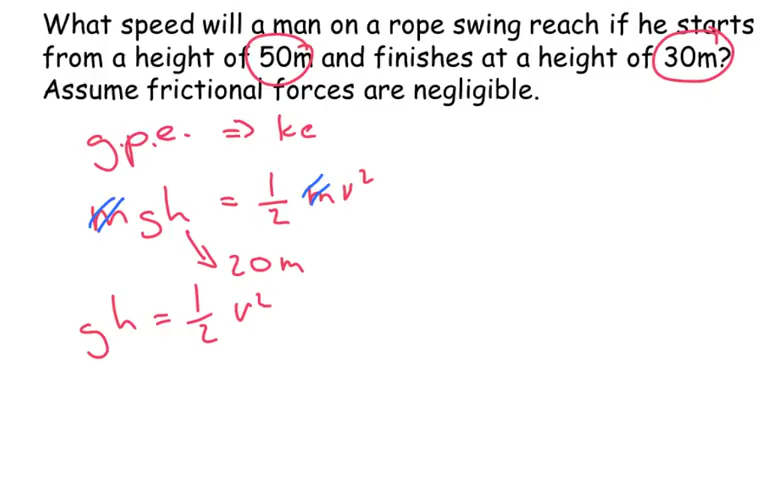 What speed will a man on a rope swing reach if he starts
from a height of 50m and finishes at a height of 30m?
Assume frictional forces are negligible.
g.p.e. => ke
mgh = 1/2 mv²
20m
gh = 1/2 v²